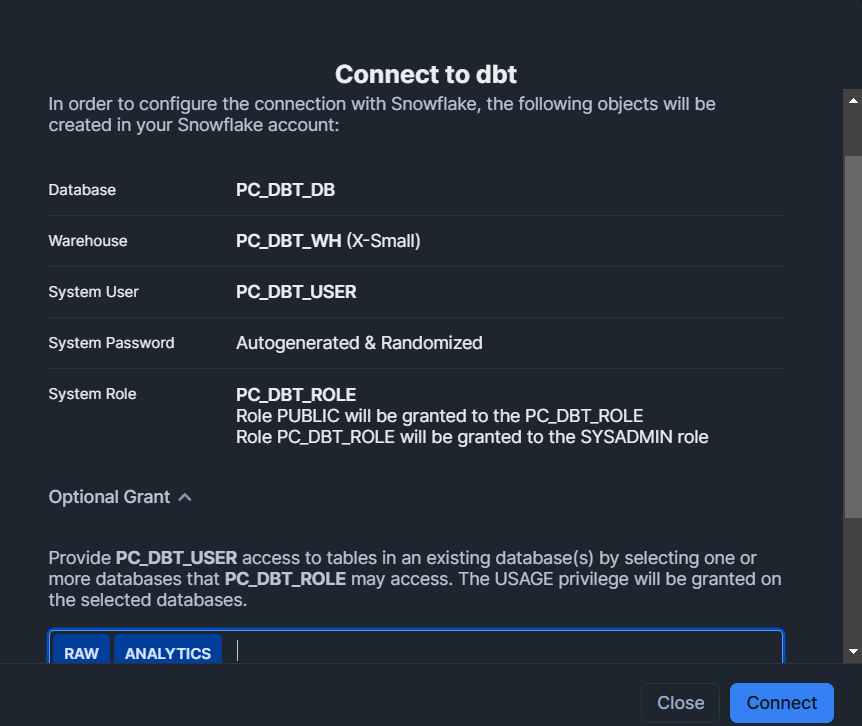 Connect to dbt
In order to configure the connection with Snowflake, the following objects will be
created in your Snowflake account:
Database PC_DBT_DB
Warehouse PC_DBT_WH (X-Small)
System User PC_DBT_USER
System Password Autogenerated & Randomized
System Role PC_DBT_ROLE
Role PUBLIC will be granted to the PC_DBT_ROLE
Role PC_DBT_ROLE will be granted to the SYSADMIN role
Optional Grant
Provide PC_DBT_USER access to tables in an existing database(s) by selecting one or
more databases that PC_DBT_ROLE may access. The USAGE privilege will be granted on
the selected databases.
RAW ANALYTICS
Close Connect